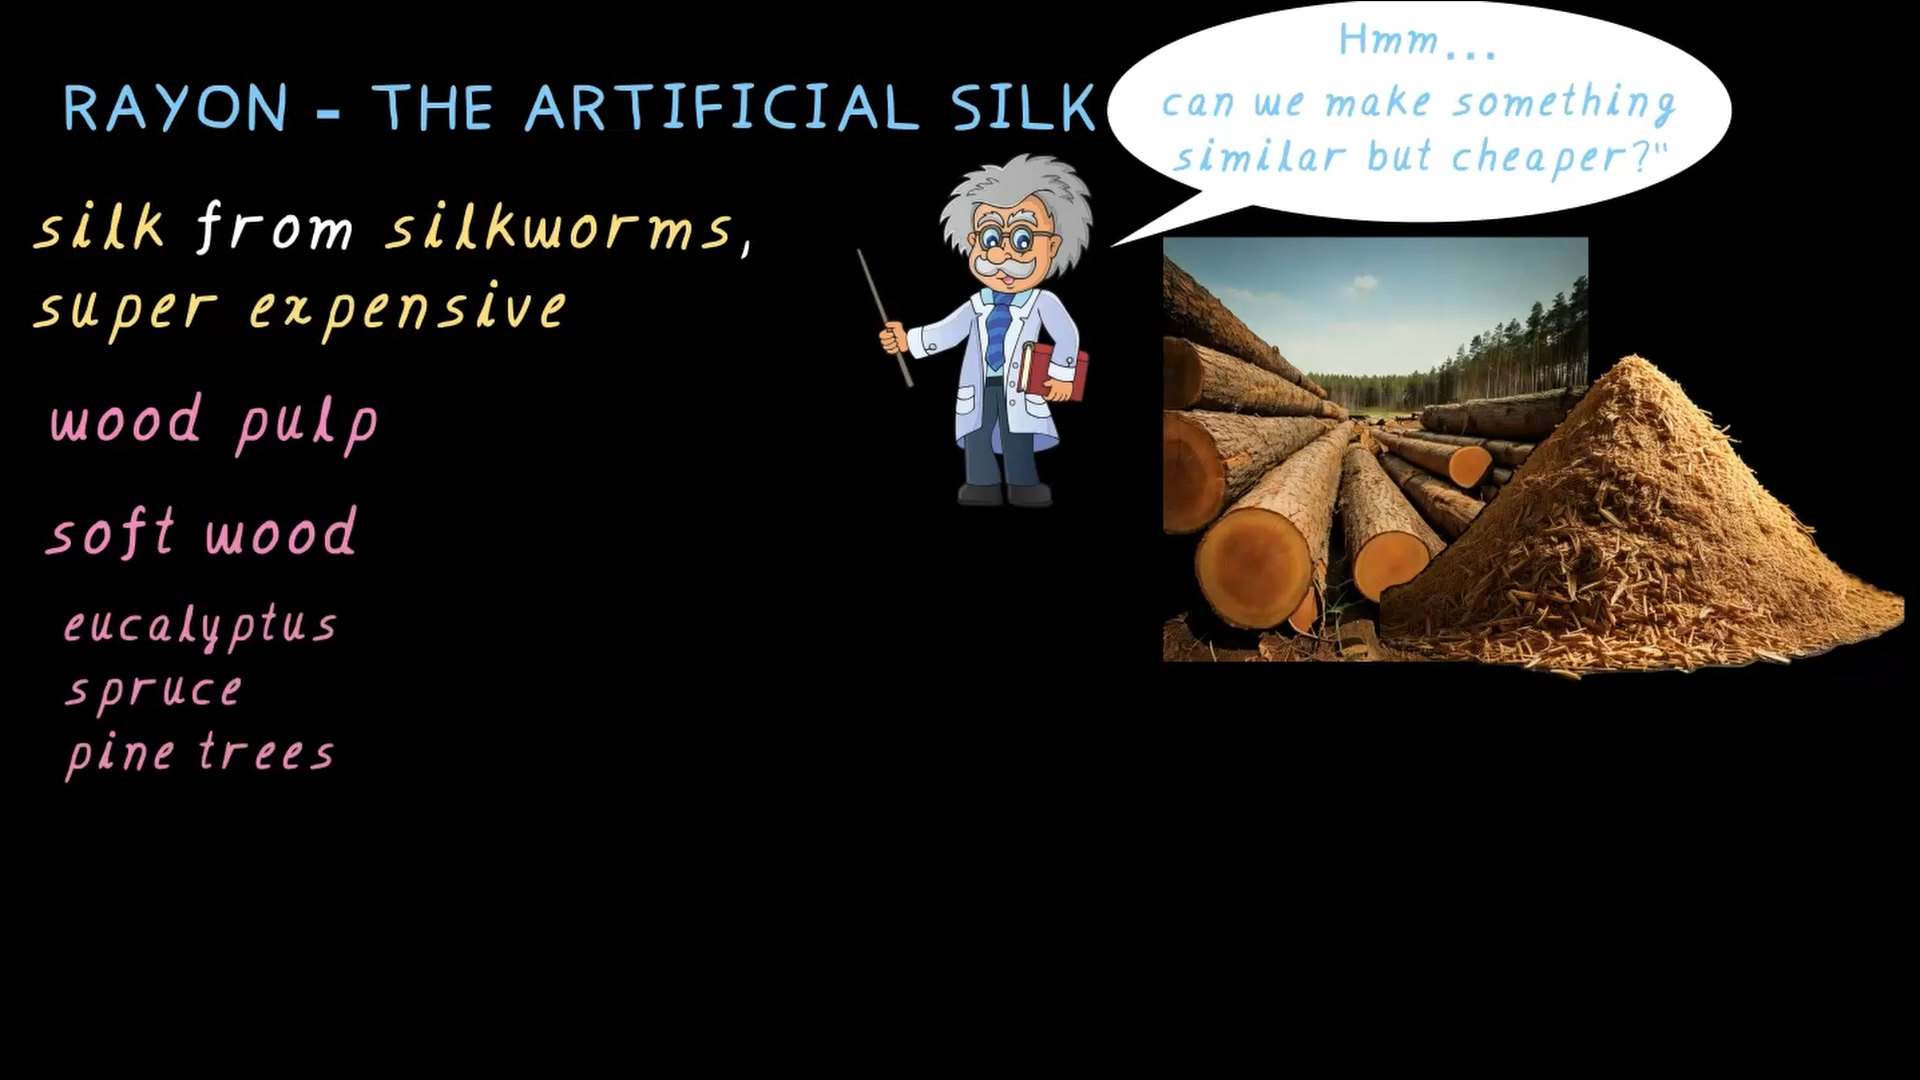 RAYON - THE ARTIFICIAL SILK
Hmm...
can we make something
similar but cheaper?"
silk from silkworms,
super expensive
wood pulp
soft wood
eucalyptus
spruce
pine trees